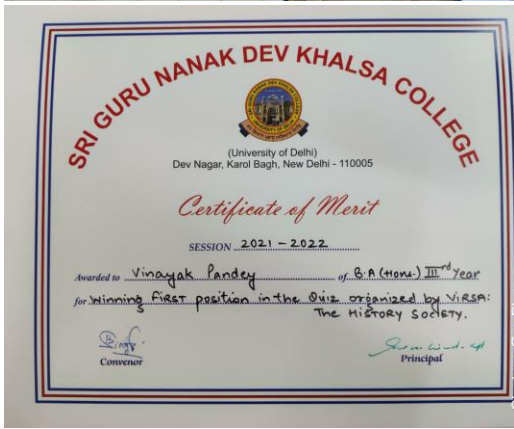 SRI GURU NANAK DEV KHALSA COLLEGE
(University of Delhi)
Dev Nagar, Karol Bagh, New Delhi - 110005
Certificate of Merit
SESSION 2021 - 2022
Awarded to Vinayak Pandey of B.A (Hons.) IIIrd Year
for Winning FIRST position in the Quiz organized by VIRSA:
The HISTORY SOCIETY.
Convenor
Principal